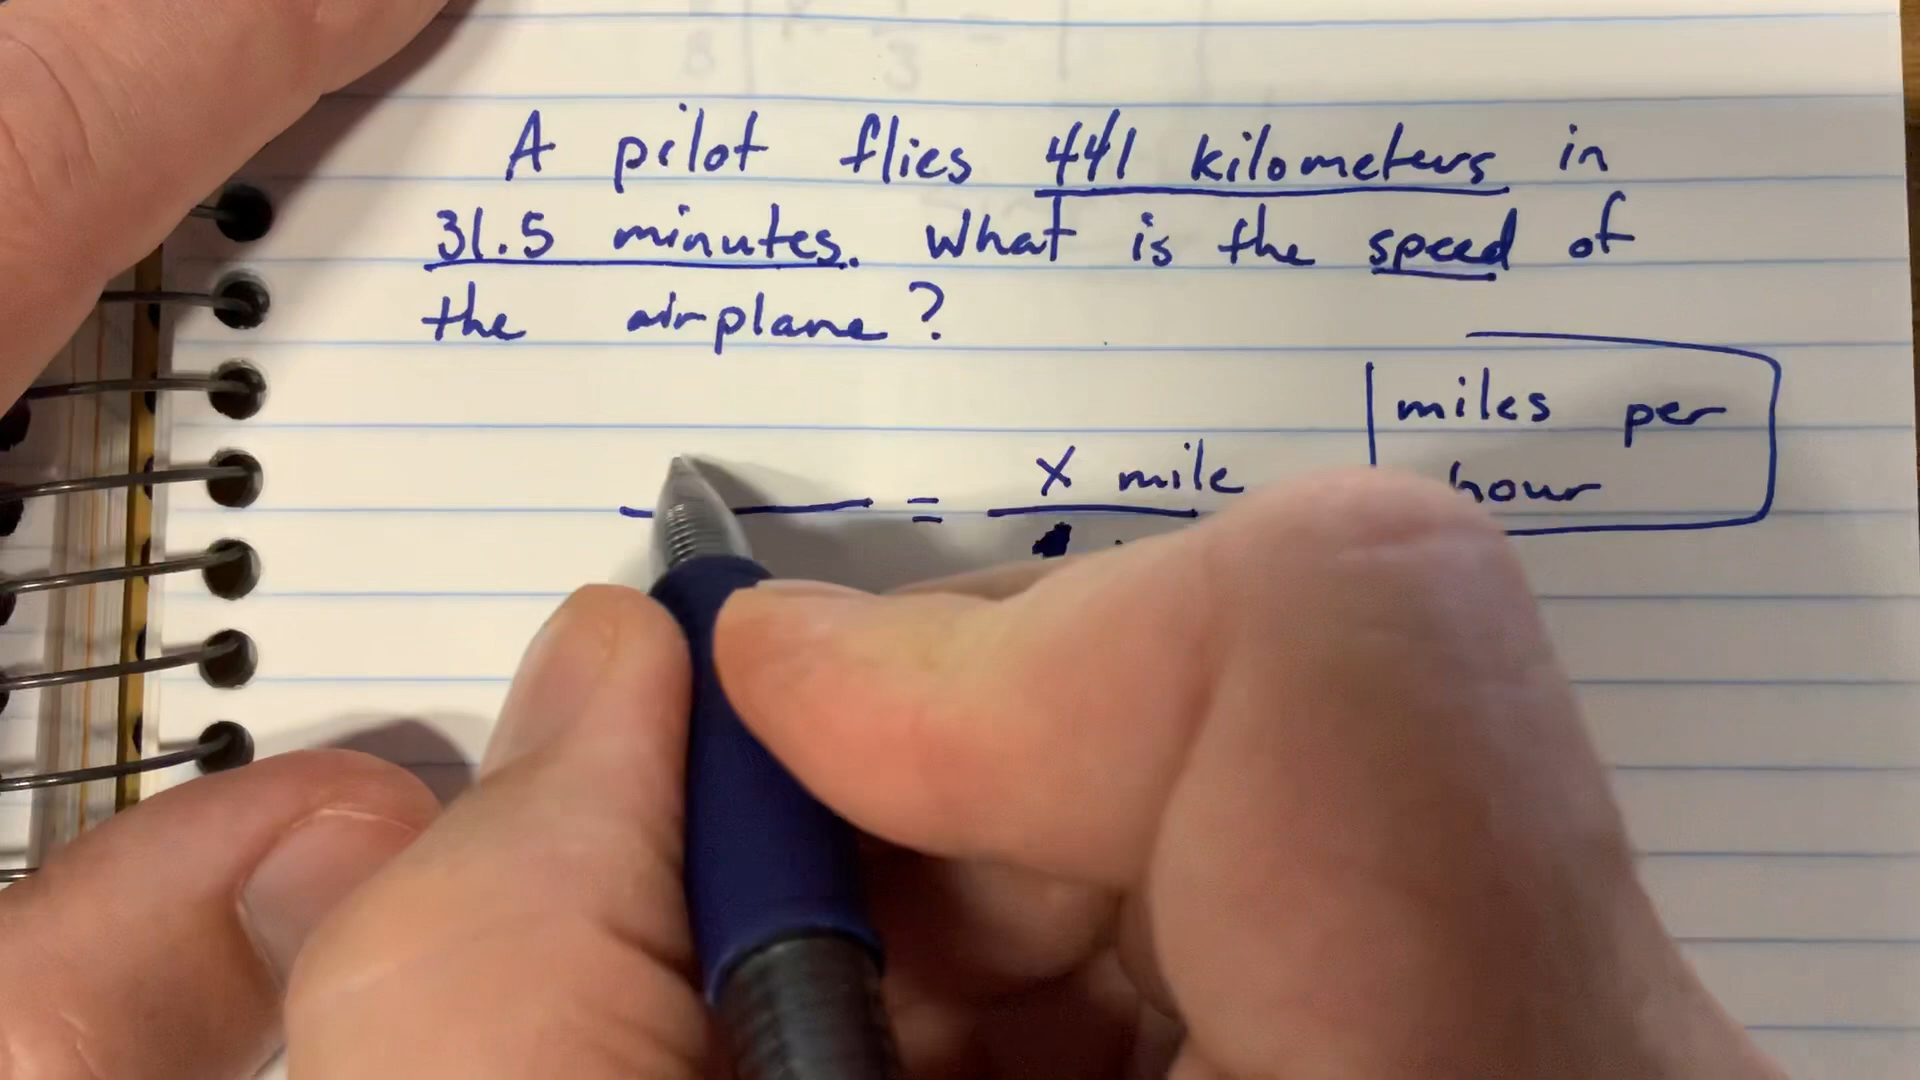 A pilot flies 441 kilometers in
31.5 minutes. What is the speed of
the airplane?
miles per
hour
= x mile